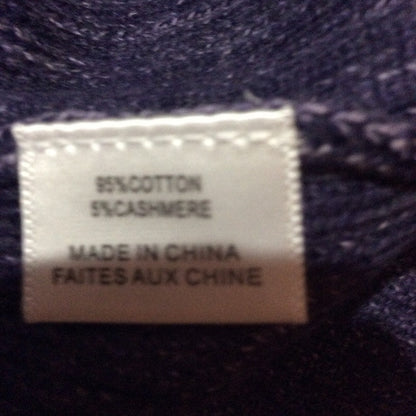 95%COTTON
5%CASHMERE
MADE IN CHINA
FAITES AUX CHINE